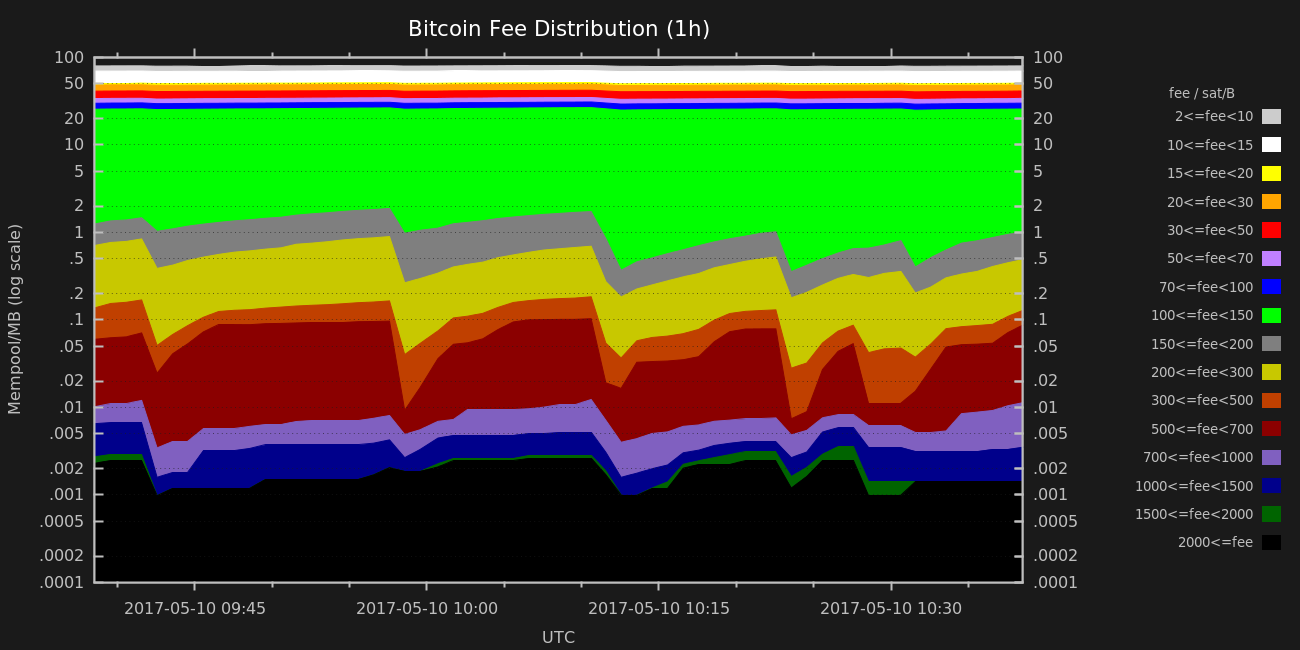 Bitcoin Fee Distribution (1h)
100
50
20
10
5
2
1
.5
.2
.1
.05
.02
.01
.005
.002
.001
.0005
.0002
.0001
Mempool/MB (log scale)
100
50
20
10
5
2
1
.5
.2
.1
.05
.02
.01
.005
.002
.001
.0005
.0002
.0001
2017-05-10 09:45
2017-05-10 10:00
2017-05-10 10:15
2017-05-10 10:30
UTC
fee / sat/B
2<=fee<10
10<=fee<15
15<=fee<20
20<=fee<30
30<=fee<50
50<=fee<70
70<=fee<100
100<=fee<150
150<=fee<200
200<=fee<300
300<=fee<500
500<=fee<700
700<=fee<1000
1000<=fee<1500
1500<=fee<2000
2000<=fee